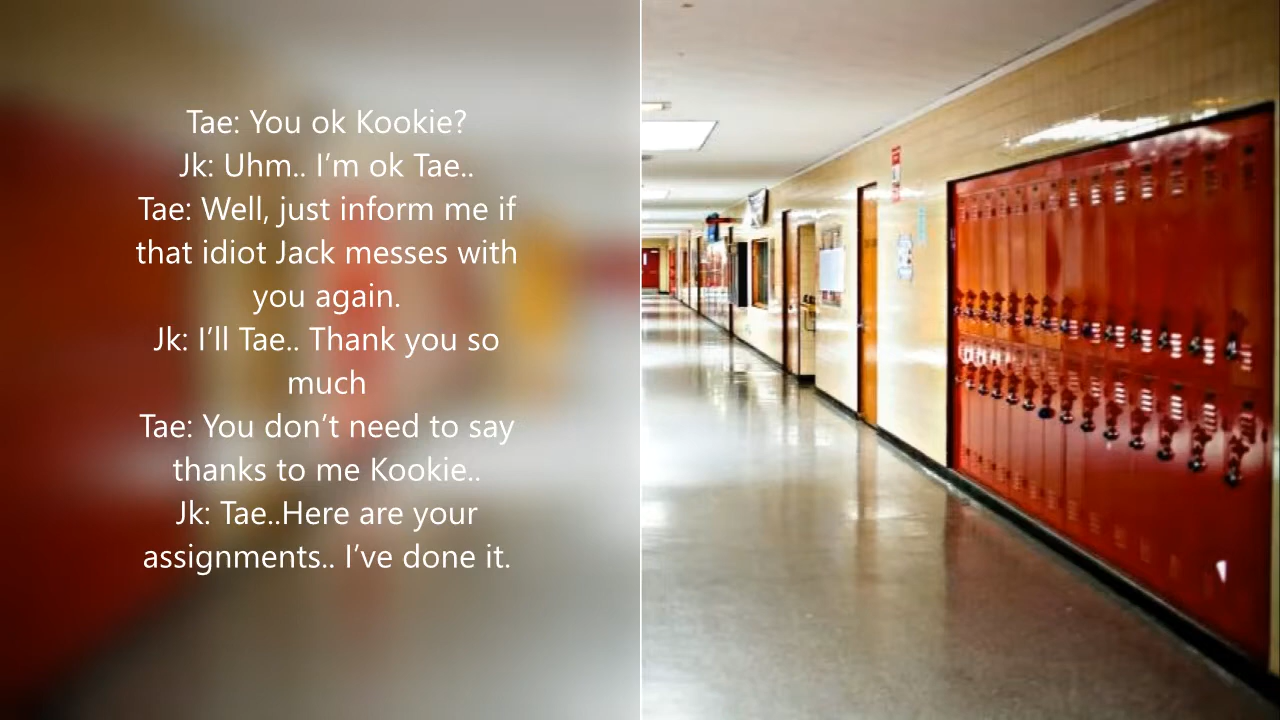 Tae: You ok Kookie?
Jk: Uhm.. I’m ok Tae..
Tae: Well, just inform me if
that idiot Jack messes with
you again.
Jk: I’ll Tae.. Thank you so
much
Tae: You don’t need to say
thanks to me Kookie..
Jk: Tae..Here are your
assignments.. I’ve done it.